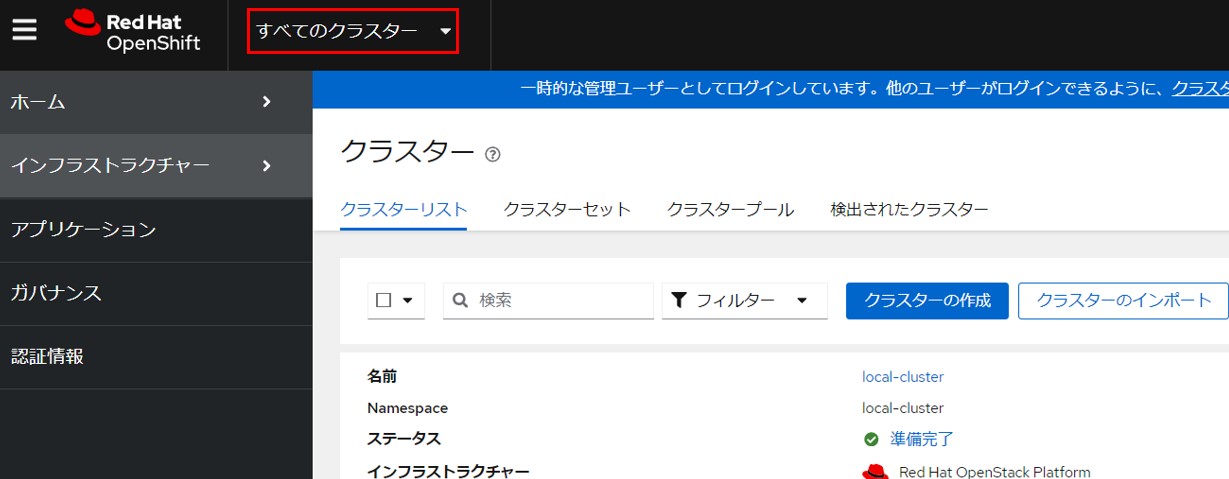 Red Hat
OpenShift
すべてのクラスター
一時的な管理ユーザーとしてログインしています。他のユーザーがログインできるように、クラスタ
ホーム
インフラストラクチャー
アプリケーション
ガバナンス
認証情報
クラスター
クラスターリスト クラスターセット クラスタープール 検出されたクラスター
検索 フィルター クラスターの作成 クラスターのインポート
名前 local-cluster
Namespace local-cluster
ステータス 準備完了
インフラストラクチャー Red Hat OpenStack Platform